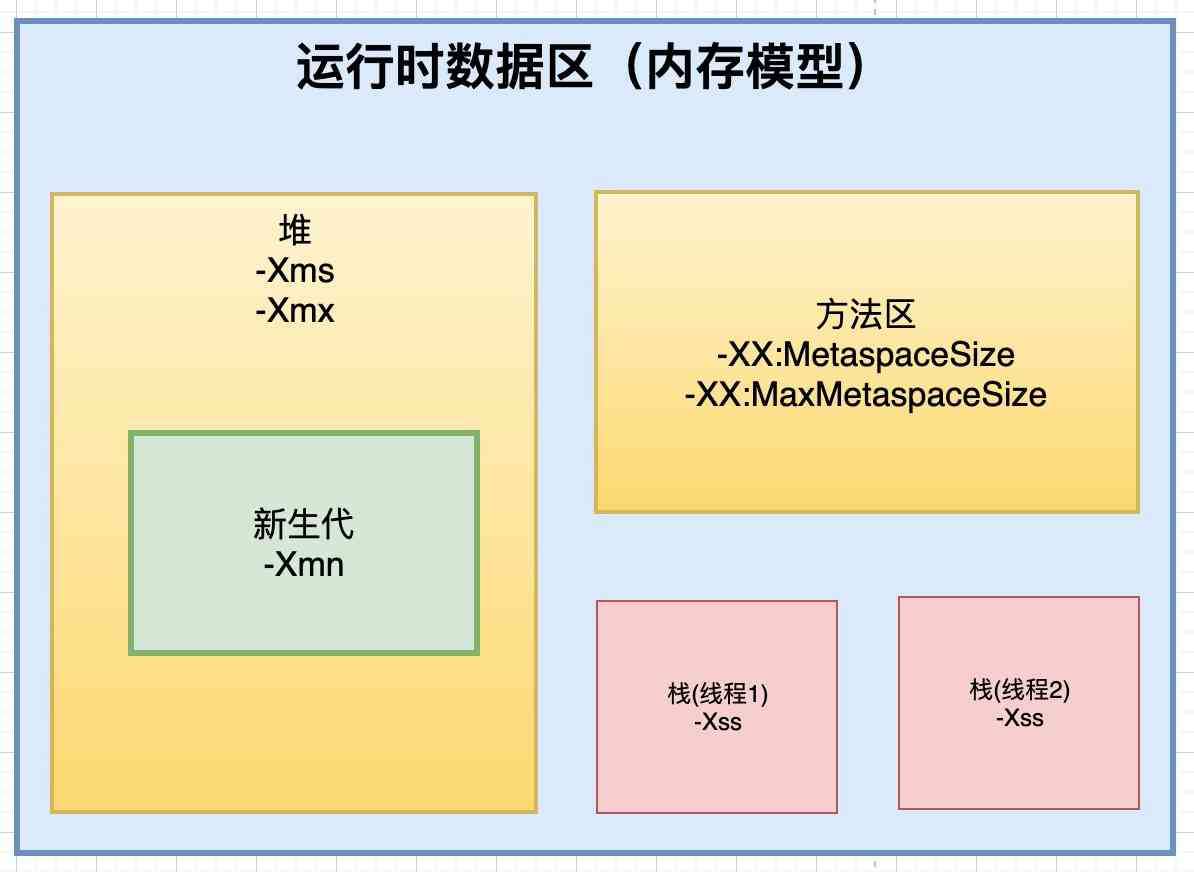 运行时数据区（内存模型）
堆
-Xms
-Xmx
新生代
-Xmn
方法区
-XX:MetaspaceSize
-XX:MaxMetaspaceSize
栈(线程1)
-Xss
栈(线程2)
-Xss